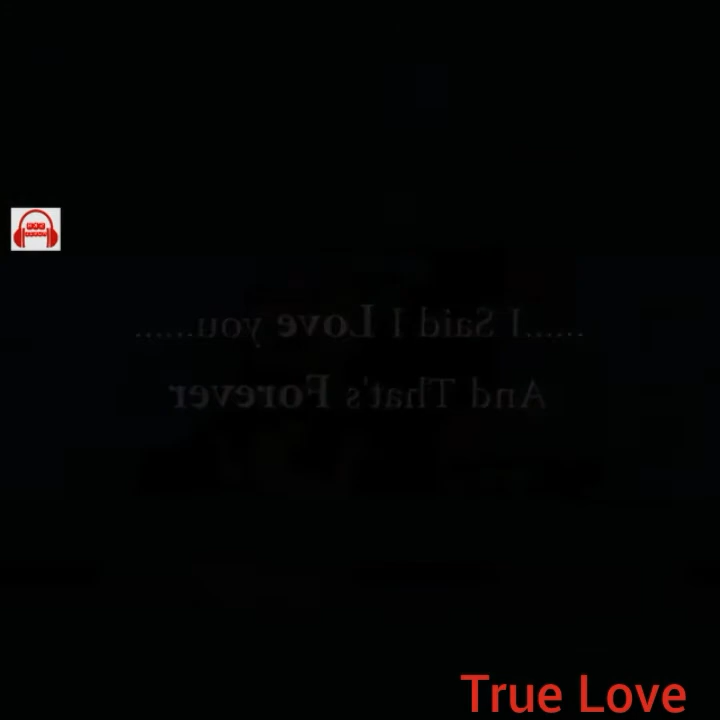 ......I Said I Love you......
And That's Forever
True Love